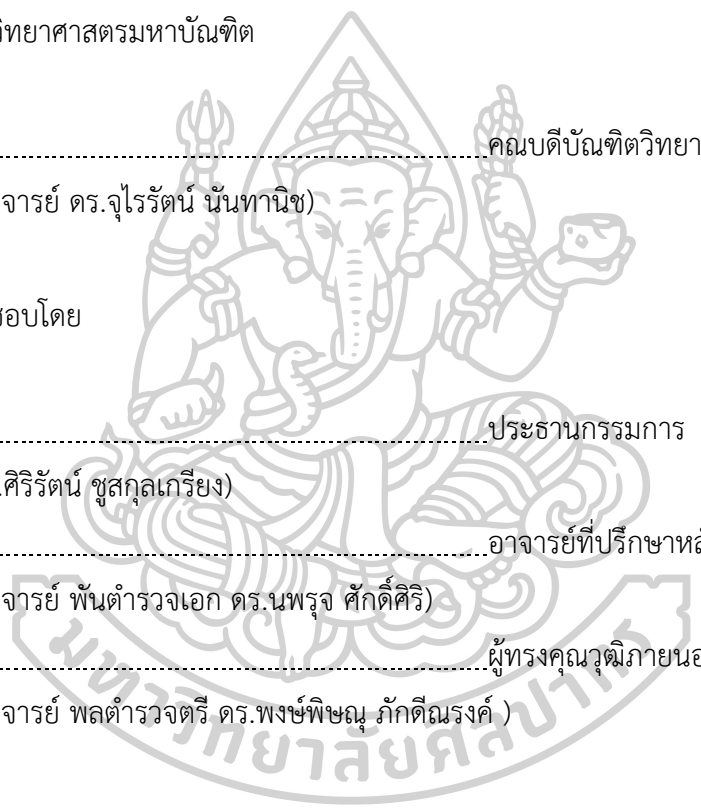 วิทยาศาสตรมหาบัณฑิต
คณบดีบัณฑิตวิทยา
จารย์ ดร.จุไรรัตน์ นันทานิช)
สอบโดย
ประธานกรรมการ
.ศิริรัตน์ ชูสกุลเกรียง)
อาจารย์ที่ปรึกษาหลั
จารย์ พันตำรวจเอก ดร.นพรุจ ศักดิ์ศิริ)
ผู้ทรงคุณวุฒิภายนอ
จารย์ พลตำรวจตรี ดร.พงษ์พิษณุ ภักดีณรงค์ )
มหาวิทยาลัยศิลปากร